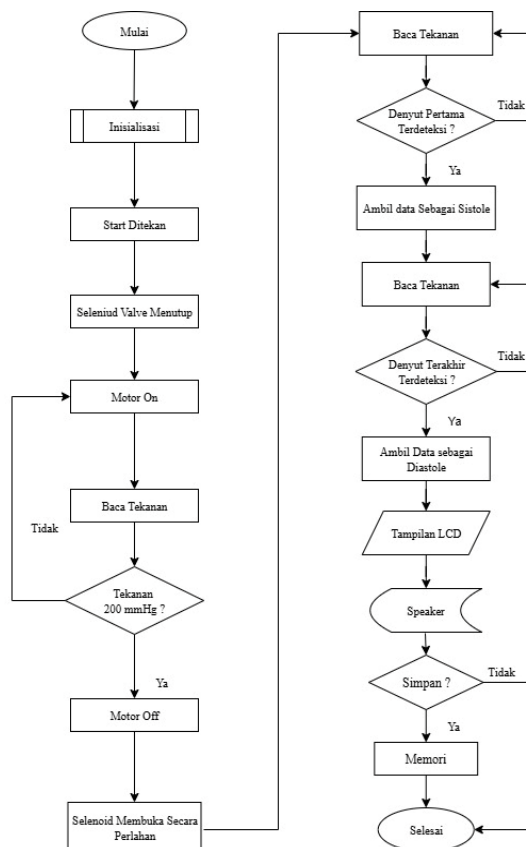 Mulai
Inisialisasi
Start Ditekan
Seleniud Valve Menutup
Motor On
Baca Tekanan
Tidak
Tekanan
200 mmHg ?
Ya
Motor Off
Selenoid Membuka Secara
Perlahan
Baca Tekanan
Tidak
Denyut Pertama
Terdeteksi ?
Ya
Ambil data Sebagai Sistole
Baca Tekanan
Tidak
Denyut Terakhir
Terdeteksi ?
Ya
Ambil Data sebagai
Diastole
Tampilan LCD
Speaker
Simpan ?
Tidak
Ya
Memori
Selesai